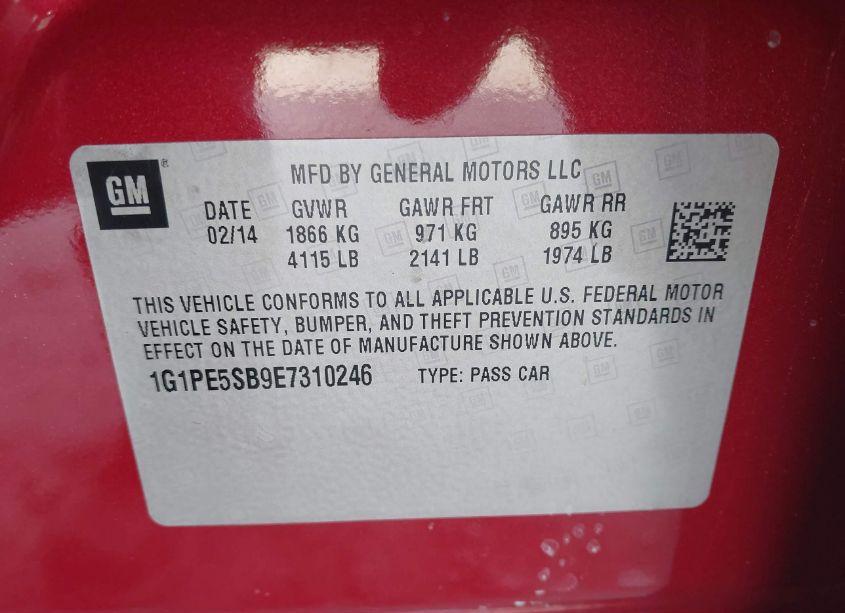 GM®
MFD BY GENERAL MOTORS LLC
DATE GVWR GAWR FRT GAWR RR
02/14 1866 KG 971 KG 895 KG
4115 LB 2141 LB 1974 LB
THIS VEHICLE CONFORMS TO ALL APPLICABLE U.S. FEDERAL MOTOR
VEHICLE SAFETY, BUMPER, AND THEFT PREVENTION STANDARDS IN
EFFECT ON THE DATE OF MANUFACTURE SHOWN ABOVE.
1G1PE5SB9E7310246 TYPE: PASS CAR